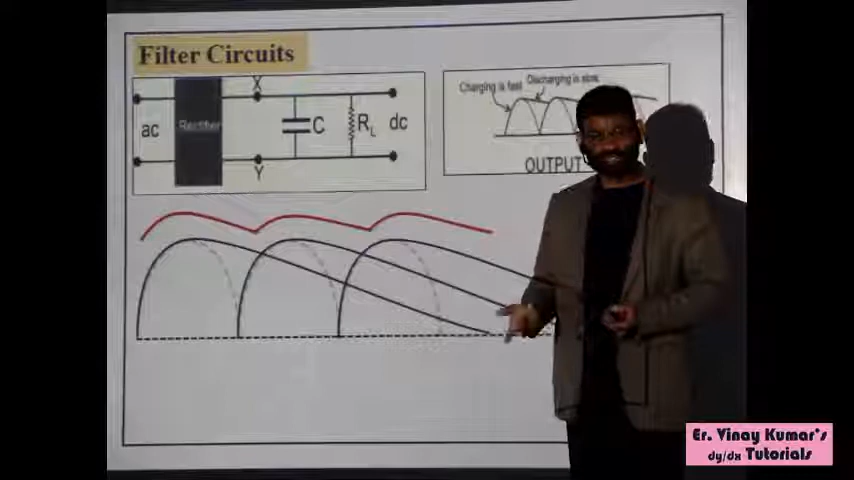 Filter Circuits
X
ac
Rectifier
C
R_L
dc
Y
Charging is fast
Discharging is slow
OUTPUT
Er. Vinay Kumar's
dy/dx Tutorials